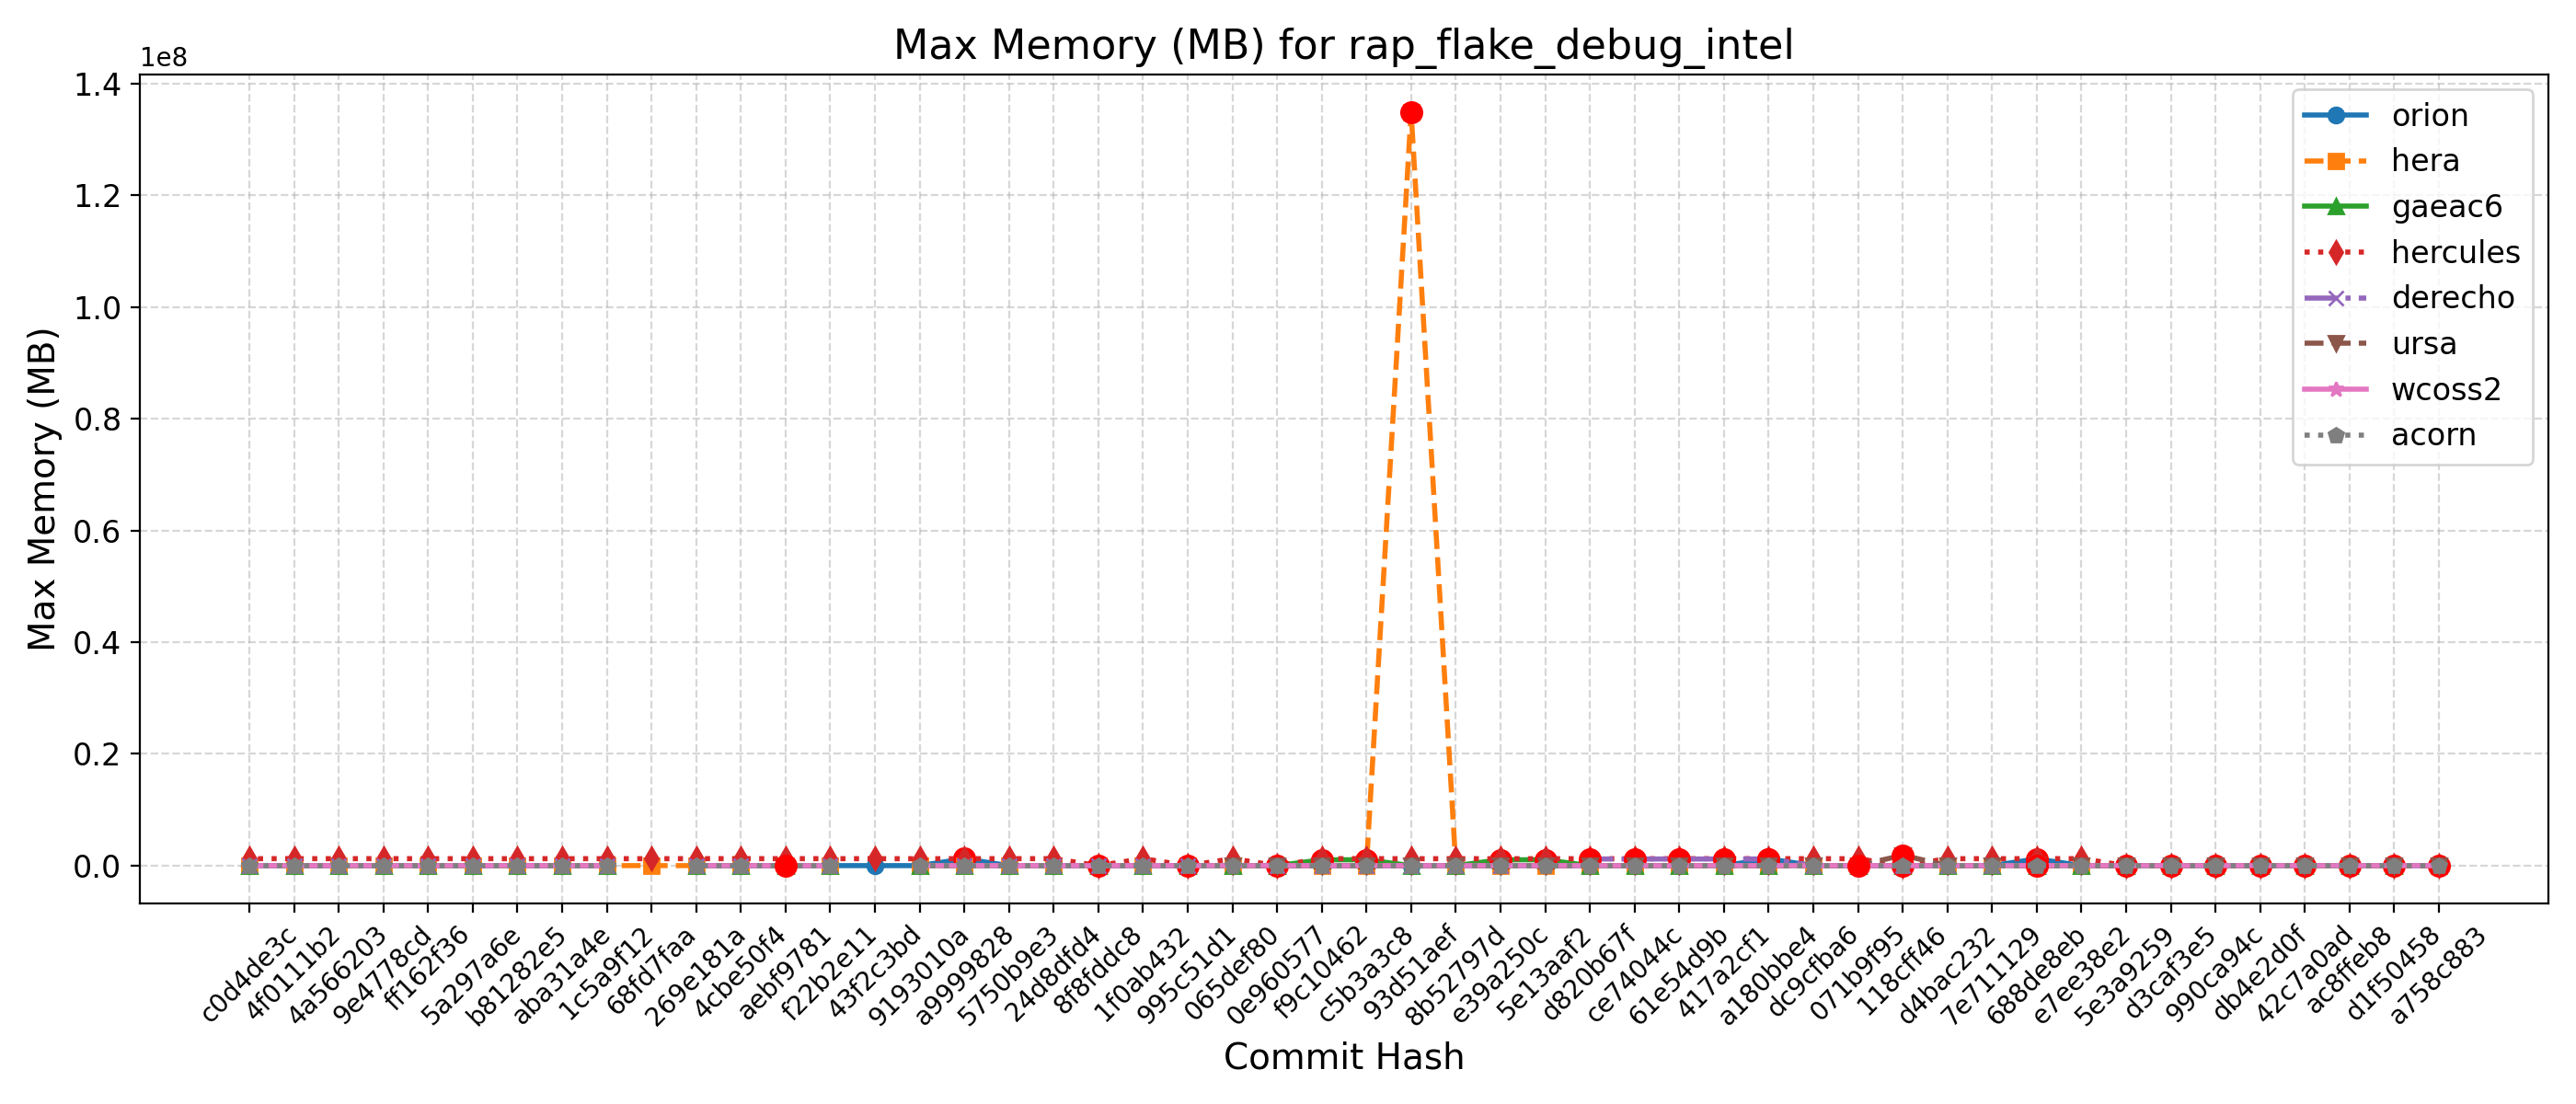 Max Memory (MB) for rap_flake_debug_intel
1e8
1.4
1.2
1.0
0.8
0.6
0.4
0.2
0.0
Max Memory (MB)
orion
hera
gaeac6
hercules
derecho
ursa
wcoss2
acorn
c0d4de3c
4f0111b2
4a566203
9e4778cd
ff162f36
5a297a6e
b81282e5
aba31a4e
1c5a9f12
68fd7faa
269e181a
4cbe50f4
aebf9781
f22b2e11
43f2c3bd
9193010a
a9999828
5750b9e3
24d8dfd4
8f8fddc8
1f0ab432
995c51d1
065def80
0e960577
f9c10462
c5b3a3c8
93d51aef
8b52797d
e39a250c
5e13aaf2
d820b67f
ce74044c
61e54d9b
417a2cf1
a180bbe4
dc9cfba6
071b9f95
118cff46
d4bac232
7e711129
688de8eb
e7ee38e2
5e3a9259
d3caf3e5
990ca94c
db4e2d0f
42c7a0ad
ac8ffeb8
d1f50458
a758c883
Commit Hash